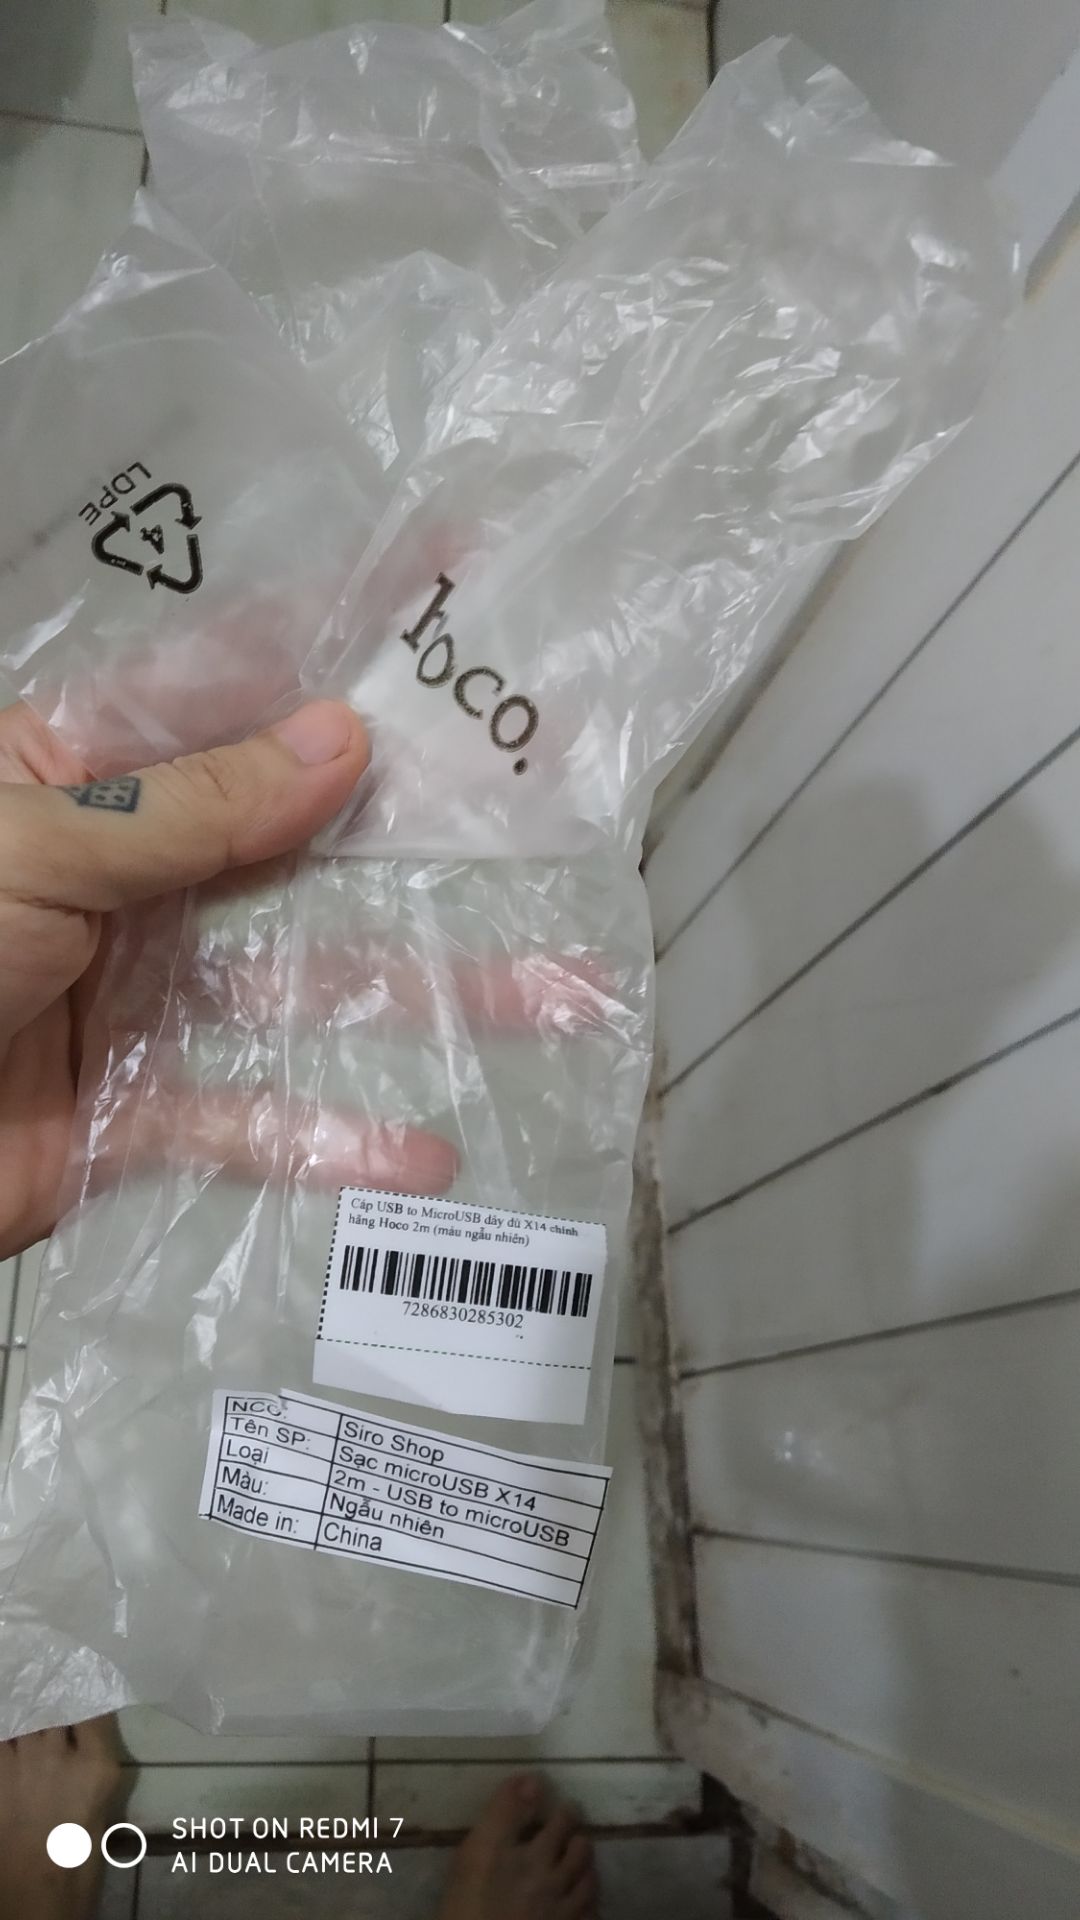 LDPE
4
hoco.
Cáp USB to MicroUSB dây dù X14 chính
hãng Hoco 2m (màu ngẫu nhiên)
7286830285302
NCC: Siro Shop
Tên SP: Sạc microUSB X14
Loại 2m - USB to microUSB
Màu: Ngẫu nhiên
Made in: China
SHOT ON REDMI 7
AI DUAL CAMERA